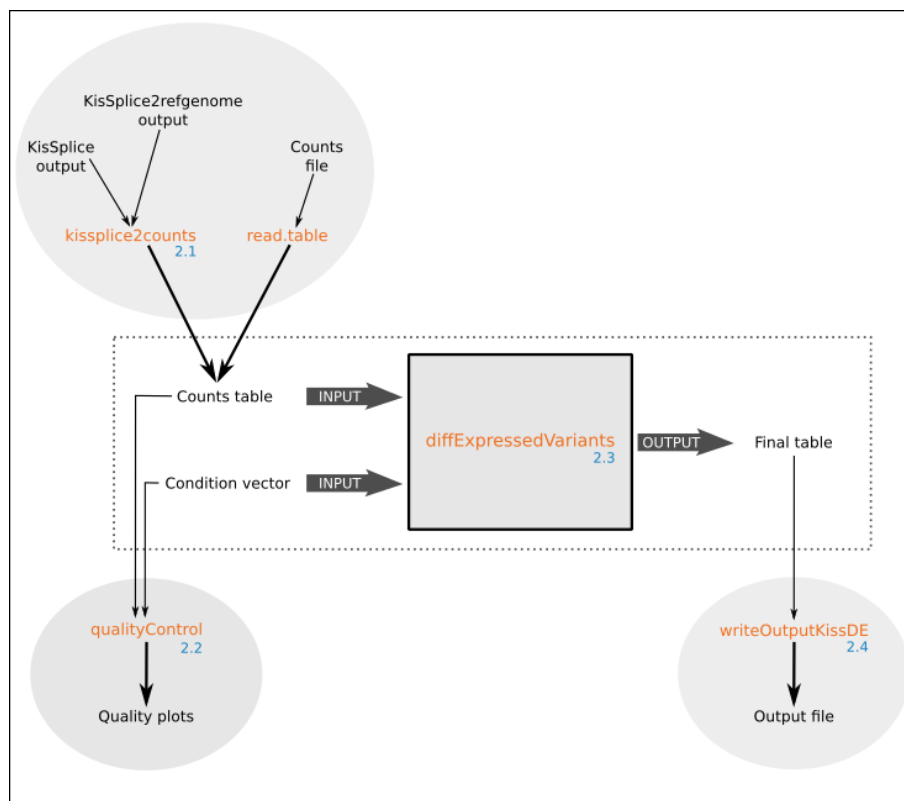 KisSplice2refgenome
output
KisSplice
output
Counts
file
kissplice2counts
2.1
read.table
Counts table
INPUT
Condition vector
INPUT
diffExpressedVariants
2.3
OUTPUT
Final table
qualityControl
2.2
Quality plots
writeOutputKissDE
2.4
Output file